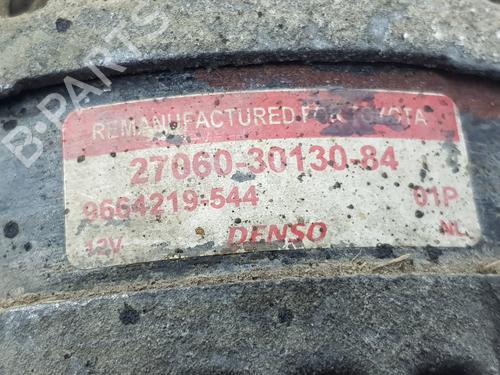 B-PARTS
REMANUFACTURED FOR TOYOTA
27060-30130-84
9664219-544 01P
12V DENSO NL